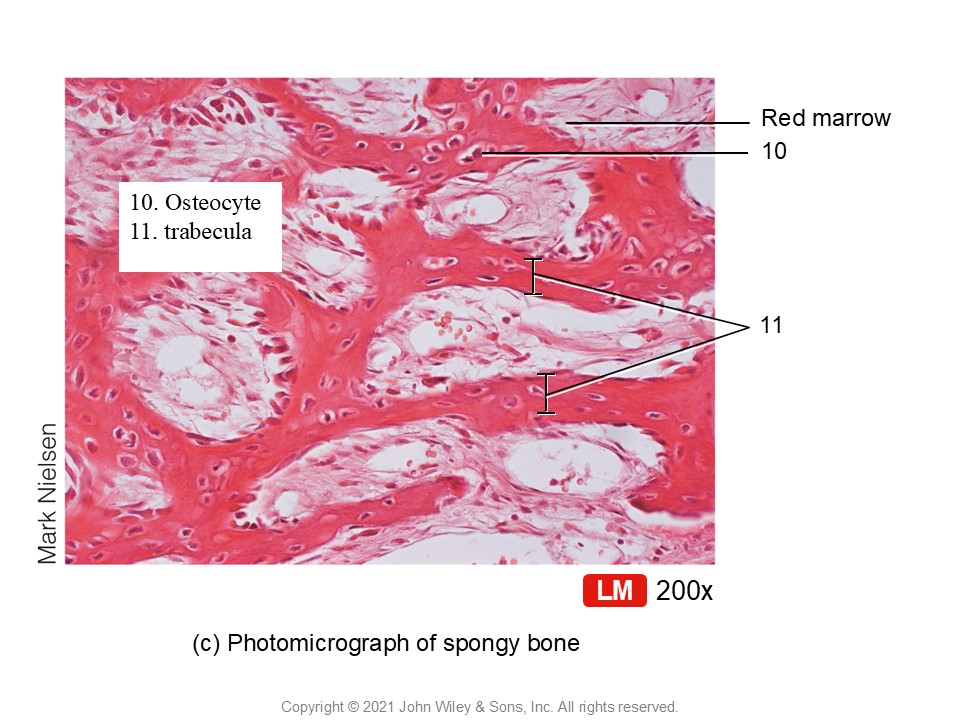 Red marrow
10
10. Osteocyte
11. trabecula
11
Mark Nielsen
LM 200x
(c) Photomicrograph of spongy bone
Copyright © 2021 John Wiley & Sons, Inc. All rights reserved.